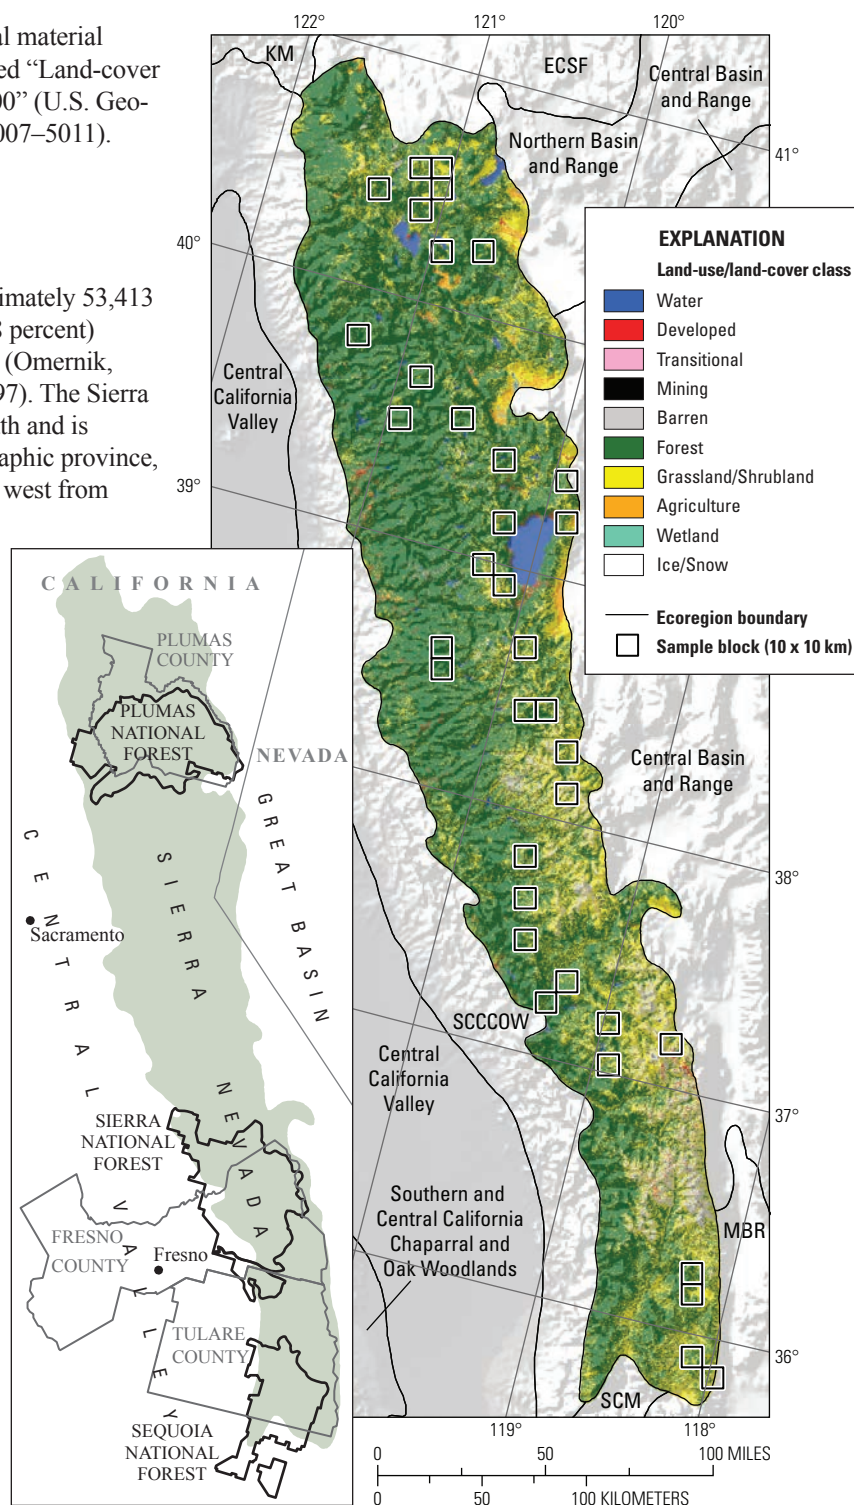 al material
ed “Land-cover
00” (U.S. Geo-
007–5011).
imately 53,413
8 percent)
(Omernik,
97). The Sierra
th and is
aphic province,
west from
122°
121°
120°
KM
ECSF
Central Basin
and Range
Northern Basin
and Range
41°
40°
39°
38°
37°
36°
119°
118°
Central
California
Valley
EXPLANATION
Land-use/land-cover class
Water
Developed
Transitional
Mining
Barren
Forest
Grassland/Shrubland
Agriculture
Wetland
Ice/Snow
Ecoregion boundary
Sample block (10 x 10 km)
Central Basin
and Range
SCCCOW
Central
California
Valley
Southern and
Central California
Chaparral and
Oak Woodlands
MBR
SCM
0 50 100 MILES
0 50 100 KILOMETERS
CALIFORNIA
PLUMAS
COUNTY
PLUMAS
NATIONAL
FOREST
NEVADA
GREAT BASIN
SIERRA NEVADA
CENTRAL VALLEY
Sacramento
SIERRA
NATIONAL
FOREST
FRESNO
COUNTY
Fresno
TULARE
COUNTY
SEQUOIA
NATIONAL
FOREST